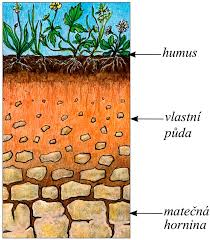 humus
vlastní
půda
matečná
hornina